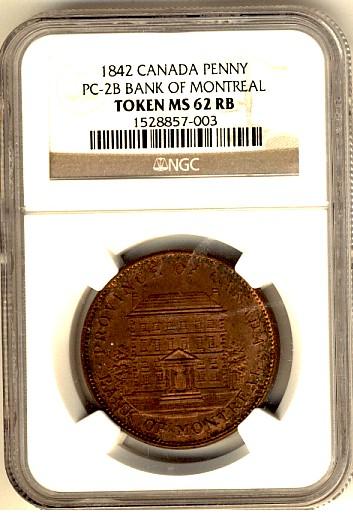 1842 CANADA PENNY
PC-2B BANK OF MONTREAL
TOKEN MS 62 RB
1528857-003
NGC
PROVINCE OF CANADA
BANK OF MONTREAL